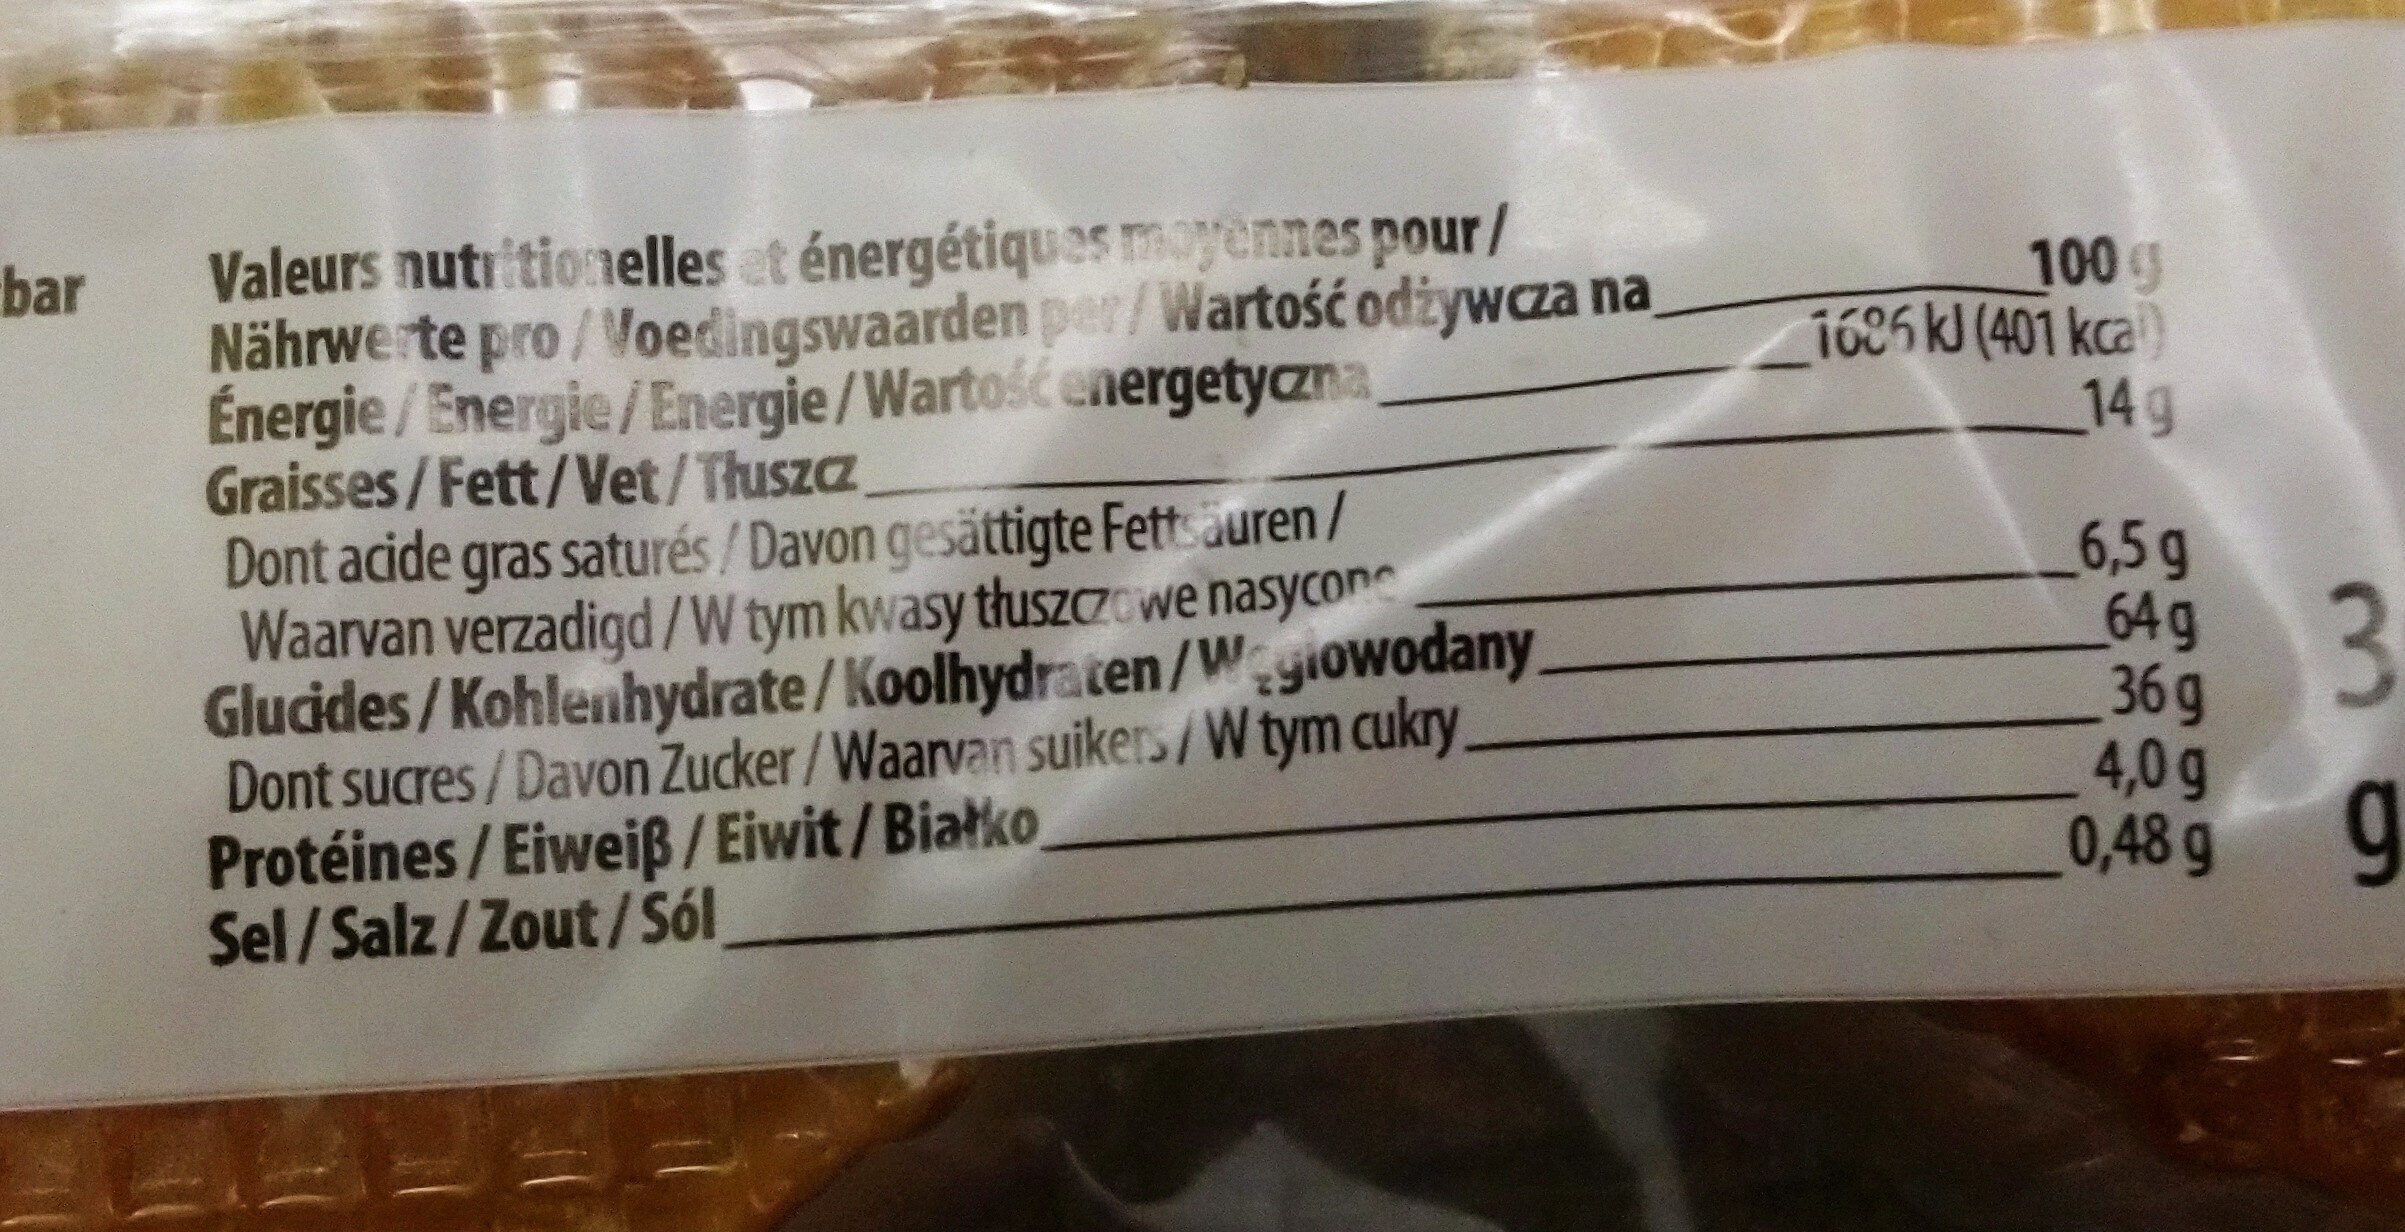 bar
Valeurs nutritionelles et énergétiques moyennes pour /
Nährwerte pro / Voedingswaarden per / Wartość odżywcza na 100 g
Énergie / Energie / Energie / Wartość energetyczna 1686 kJ (401 kcal)
Graisses / Fett / Vet / Tłuszcz 14 g
Dont acide gras saturés / Davon gesättigte Fettsäuren /
Waarvan verzadigd / W tym kwasy tłuszczowe nasycone 6,5 g
Glucides / Kohlenhydrate / Koolhydraten / Węglowodany 64 g
Dont sucres / Davon Zucker / Waarvan suikers / W tym cukry 36 g
Protéines / Eiweiß / Eiwit / Białko 4,0 g
Sel / Salz / Zout / Sól 0,48 g
3
g